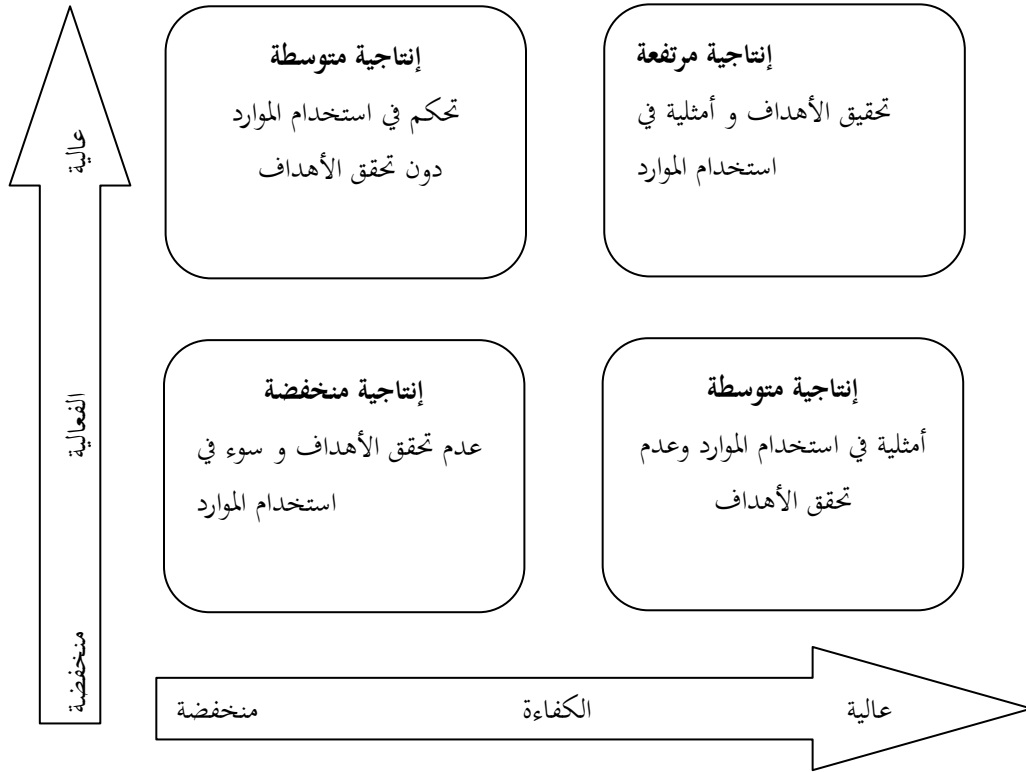 إنتاجية مرتفعة
تحقيق الأهداف و أمثلية في
استخدام الموارد
إنتاجية متوسطة
تحكم في استخدام الموارد
دون تحقق الأهداف
عالية
الفعالية
منخفضة
إنتاجية متوسطة
أمثلية في استخدام الموارد وعدم
تحقق الأهداف
إنتاجية منخفضة
عدم تحقق الأهداف و سوء في
استخدام الموارد
عالية
الكفاءة
منخفضة